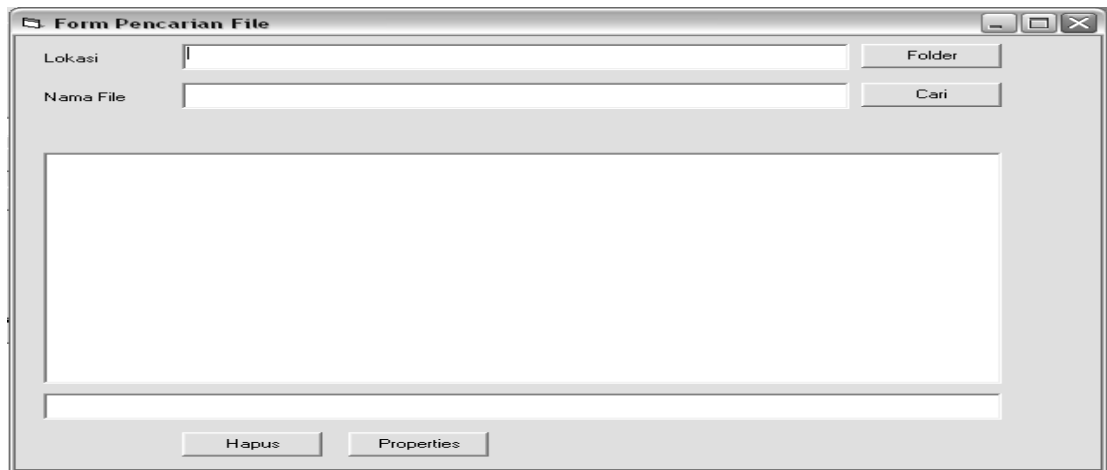 Form Pencarian File
Lokasi
Folder
Nama File
Cari
Hapus
Properties